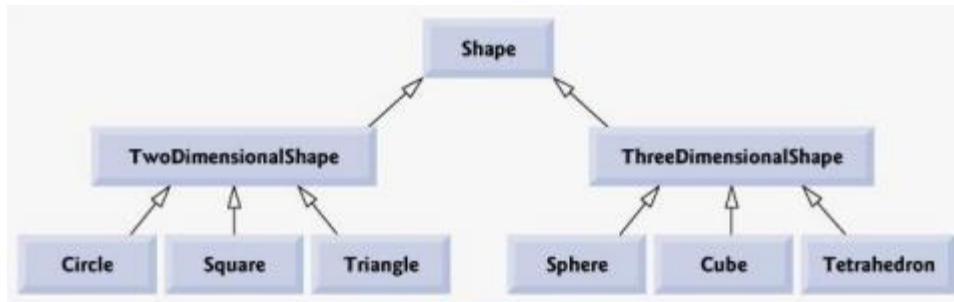 Shape
TwoDimensionalShape
ThreeDimensionalShape
Circle
Square
Triangle
Sphere
Cube
Tetrahedron